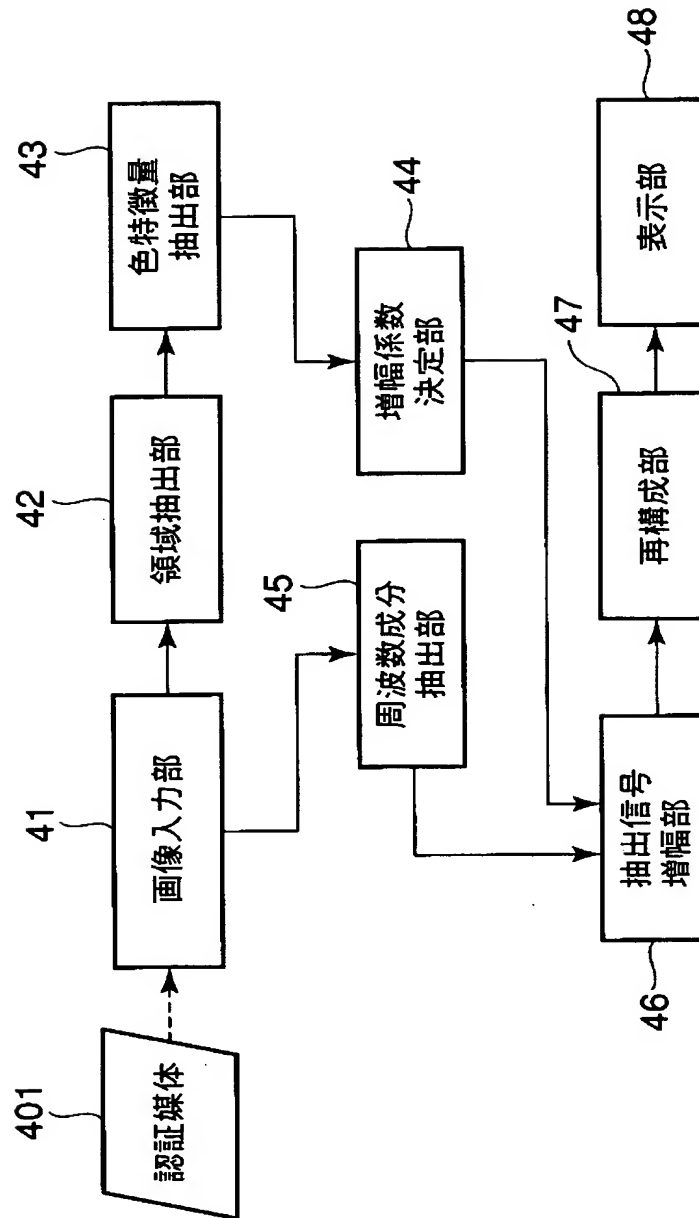 401
認証媒体
41
画像入力部
42
領域抽出部
43
色特徴量
抽出部
44
増幅係数
決定部
45
周波数成分
抽出部
46
抽出信号
増幅部
47
再構成部
48
表示部